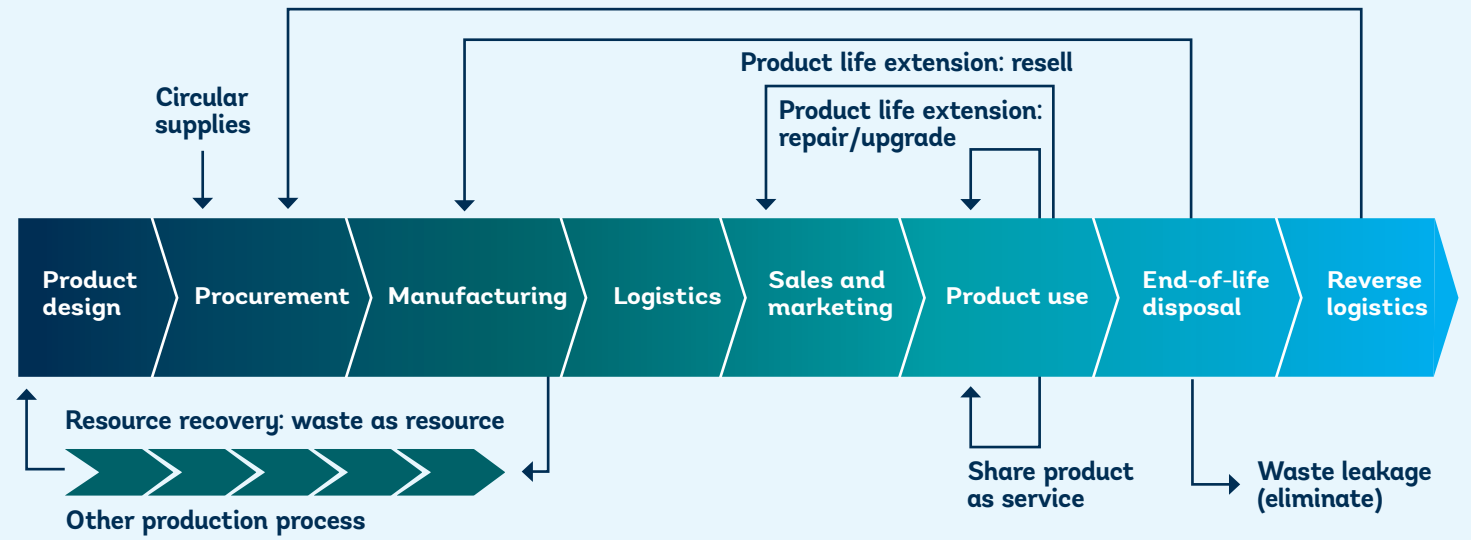 Product life extension: resell
Circular
supplies
Product life extension:
repair/upgrade
Product
design
Procurement
Manufacturing
Logistics
Sales and
marketing
Product use
End-of-life
disposal
Reverse
logistics
Resource recovery: waste as resource
Other production process
Share product
as service
Waste leakage
(eliminate)